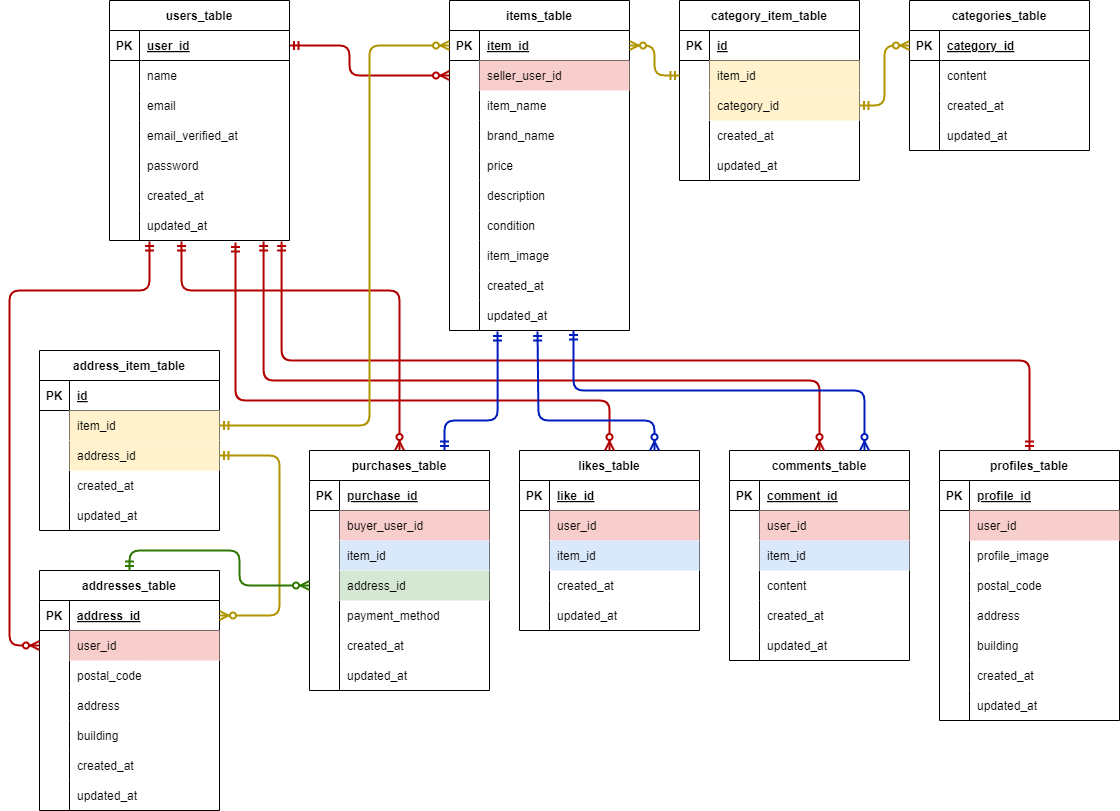 users_table
PK user_id
name
email
email_verified_at
password
created_at
updated_at
items_table
PK item_id
seller_user_id
item_name
brand_name
price
description
condition
item_image
created_at
updated_at
category_item_table
PK id
item_id
category_id
created_at
updated_at
categories_table
PK category_id
content
created_at
updated_at
address_item_table
PK id
item_id
address_id
created_at
updated_at
addresses_table
PK address_id
user_id
postal_code
address
building
created_at
updated_at
purchases_table
PK purchase_id
buyer_user_id
item_id
address_id
payment_method
created_at
updated_at
likes_table
PK like_id
user_id
item_id
created_at
updated_at
comments_table
PK comment_id
user_id
item_id
content
created_at
updated_at
profiles_table
PK profile_id
user_id
profile_image
postal_code
address
building
created_at
updated_at